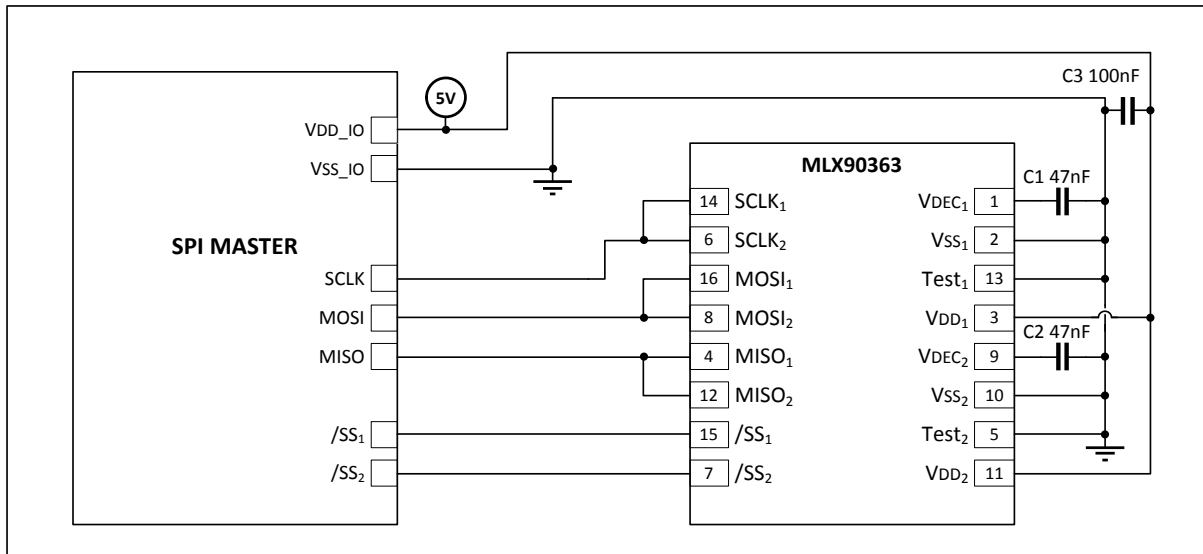 C3 100nF
5V
VDD_IO
VSS_IO
MLX90363
C1 47nF
14 SCLK₁ VDEC₁ 1
6 SCLK₂ VSS₁ 2
SPI MASTER
SCLK 16 MOSI₁ Test₁ 13
MOSI 8 MOSI₂ VDD₁ 3
C2 47nF
MISO 4 MISO₁ VDEC₂ 9
12 MISO₂ VSS₂ 10
/SS₁ 15 /SS₁ Test₂ 5
/SS₂ 7 /SS₂ VDD₂ 11